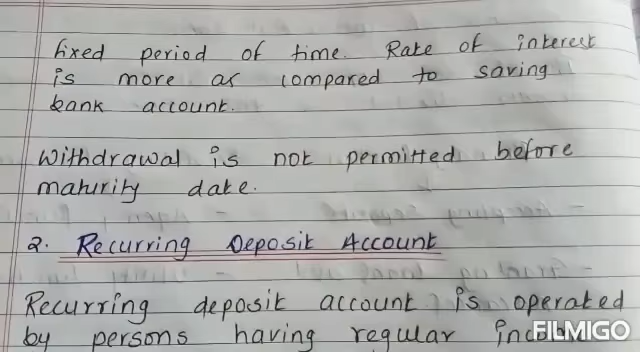 fixed period of time. Rate of interest
is more as compared to saving
bank account.
Withdrawal is not permitted before
maturity date.
2. Recurring Deposit Account
Recurring deposit account is operated
by persons having regular income
FILMIGO